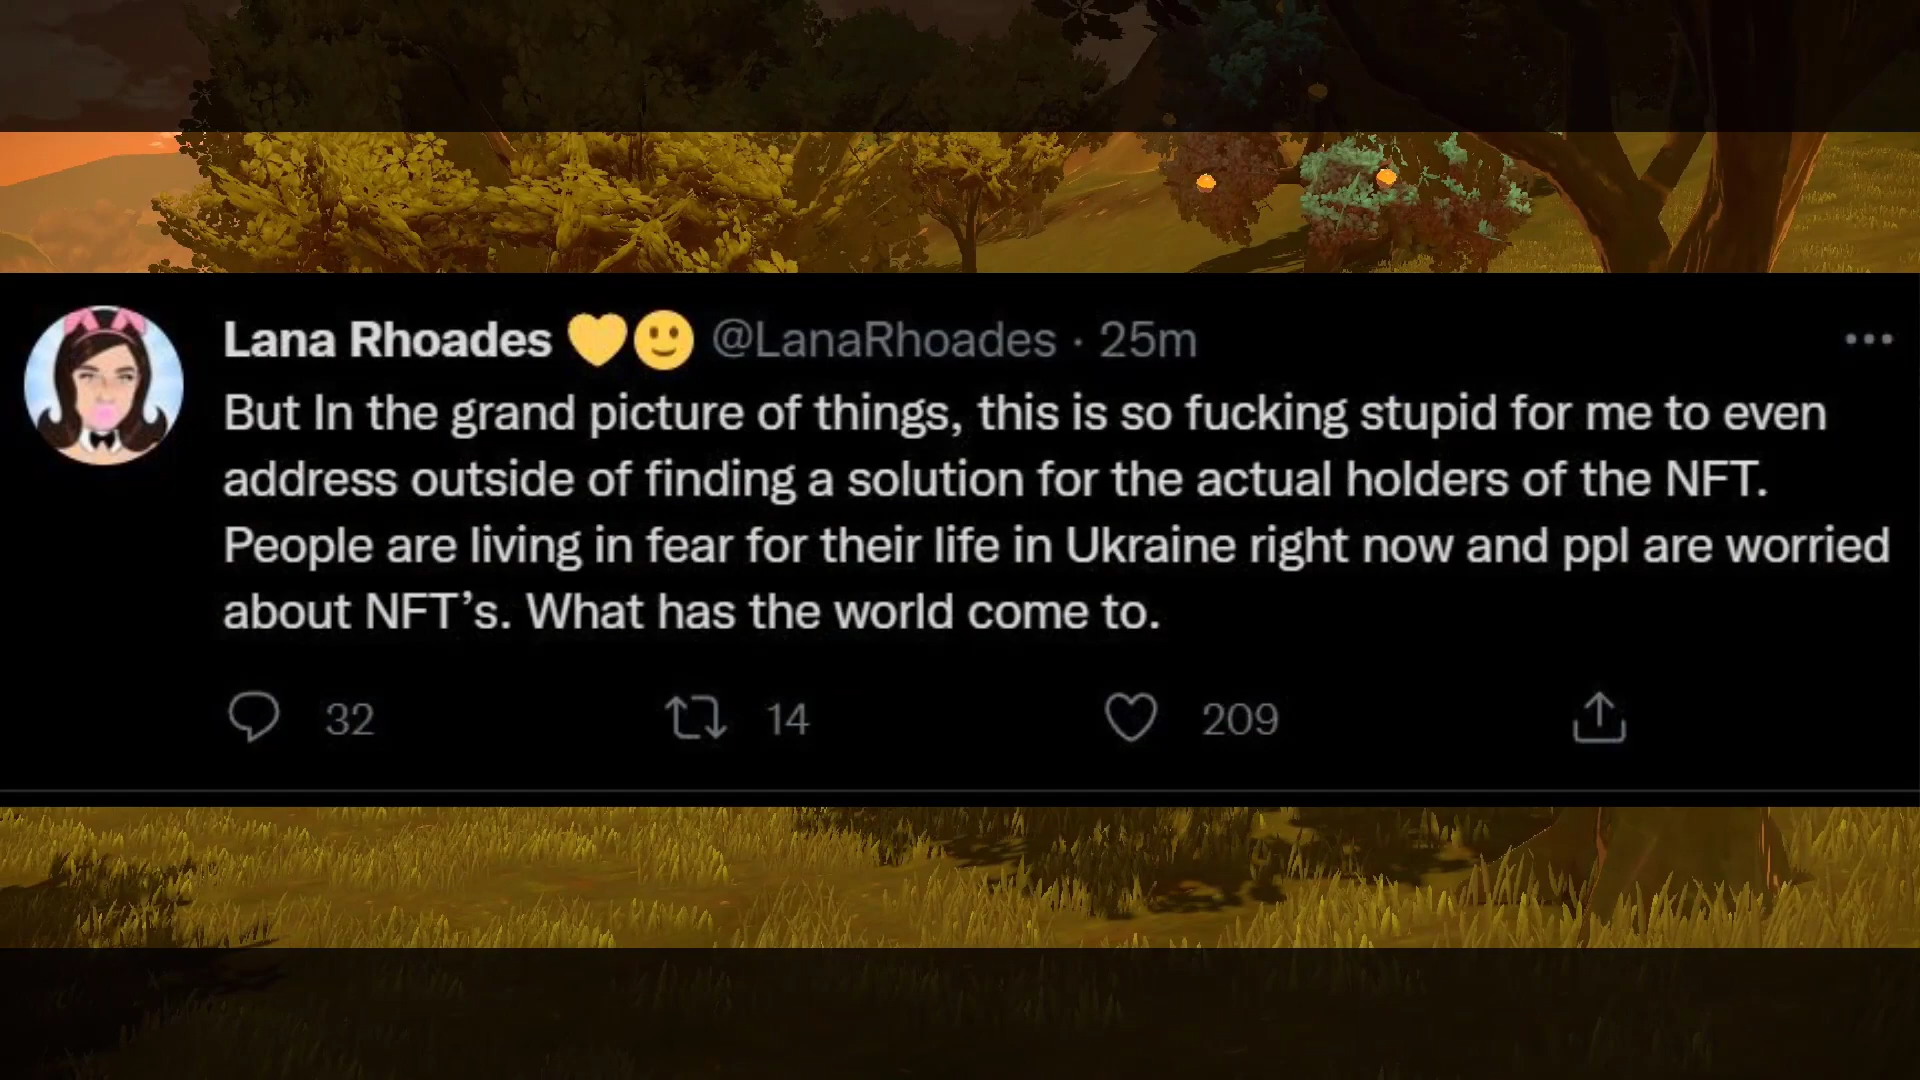 Lana Rhoades 💛🙂 @LanaRhoades · 25m
But In the grand picture of things, this is so fucking stupid for me to even
address outside of finding a solution for the actual holders of the NFT.
People are living in fear for their life in Ukraine right now and ppl are worried
about NFT’s. What has the world come to.
32 14 209